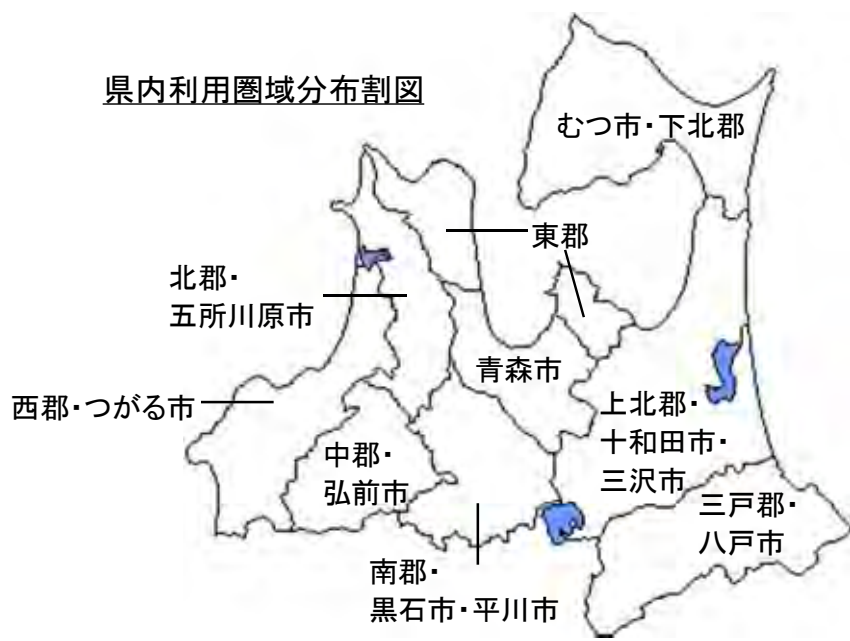 県内利用圏域分布割図
むつ市・下北郡
東郡
北郡・
五所川原市
青森市
西郡・つがる市
上北郡・
十和田市・
三沢市
中郡・
弘前市
三戸郡・
八戸市
南郡・
黒石市・平川市